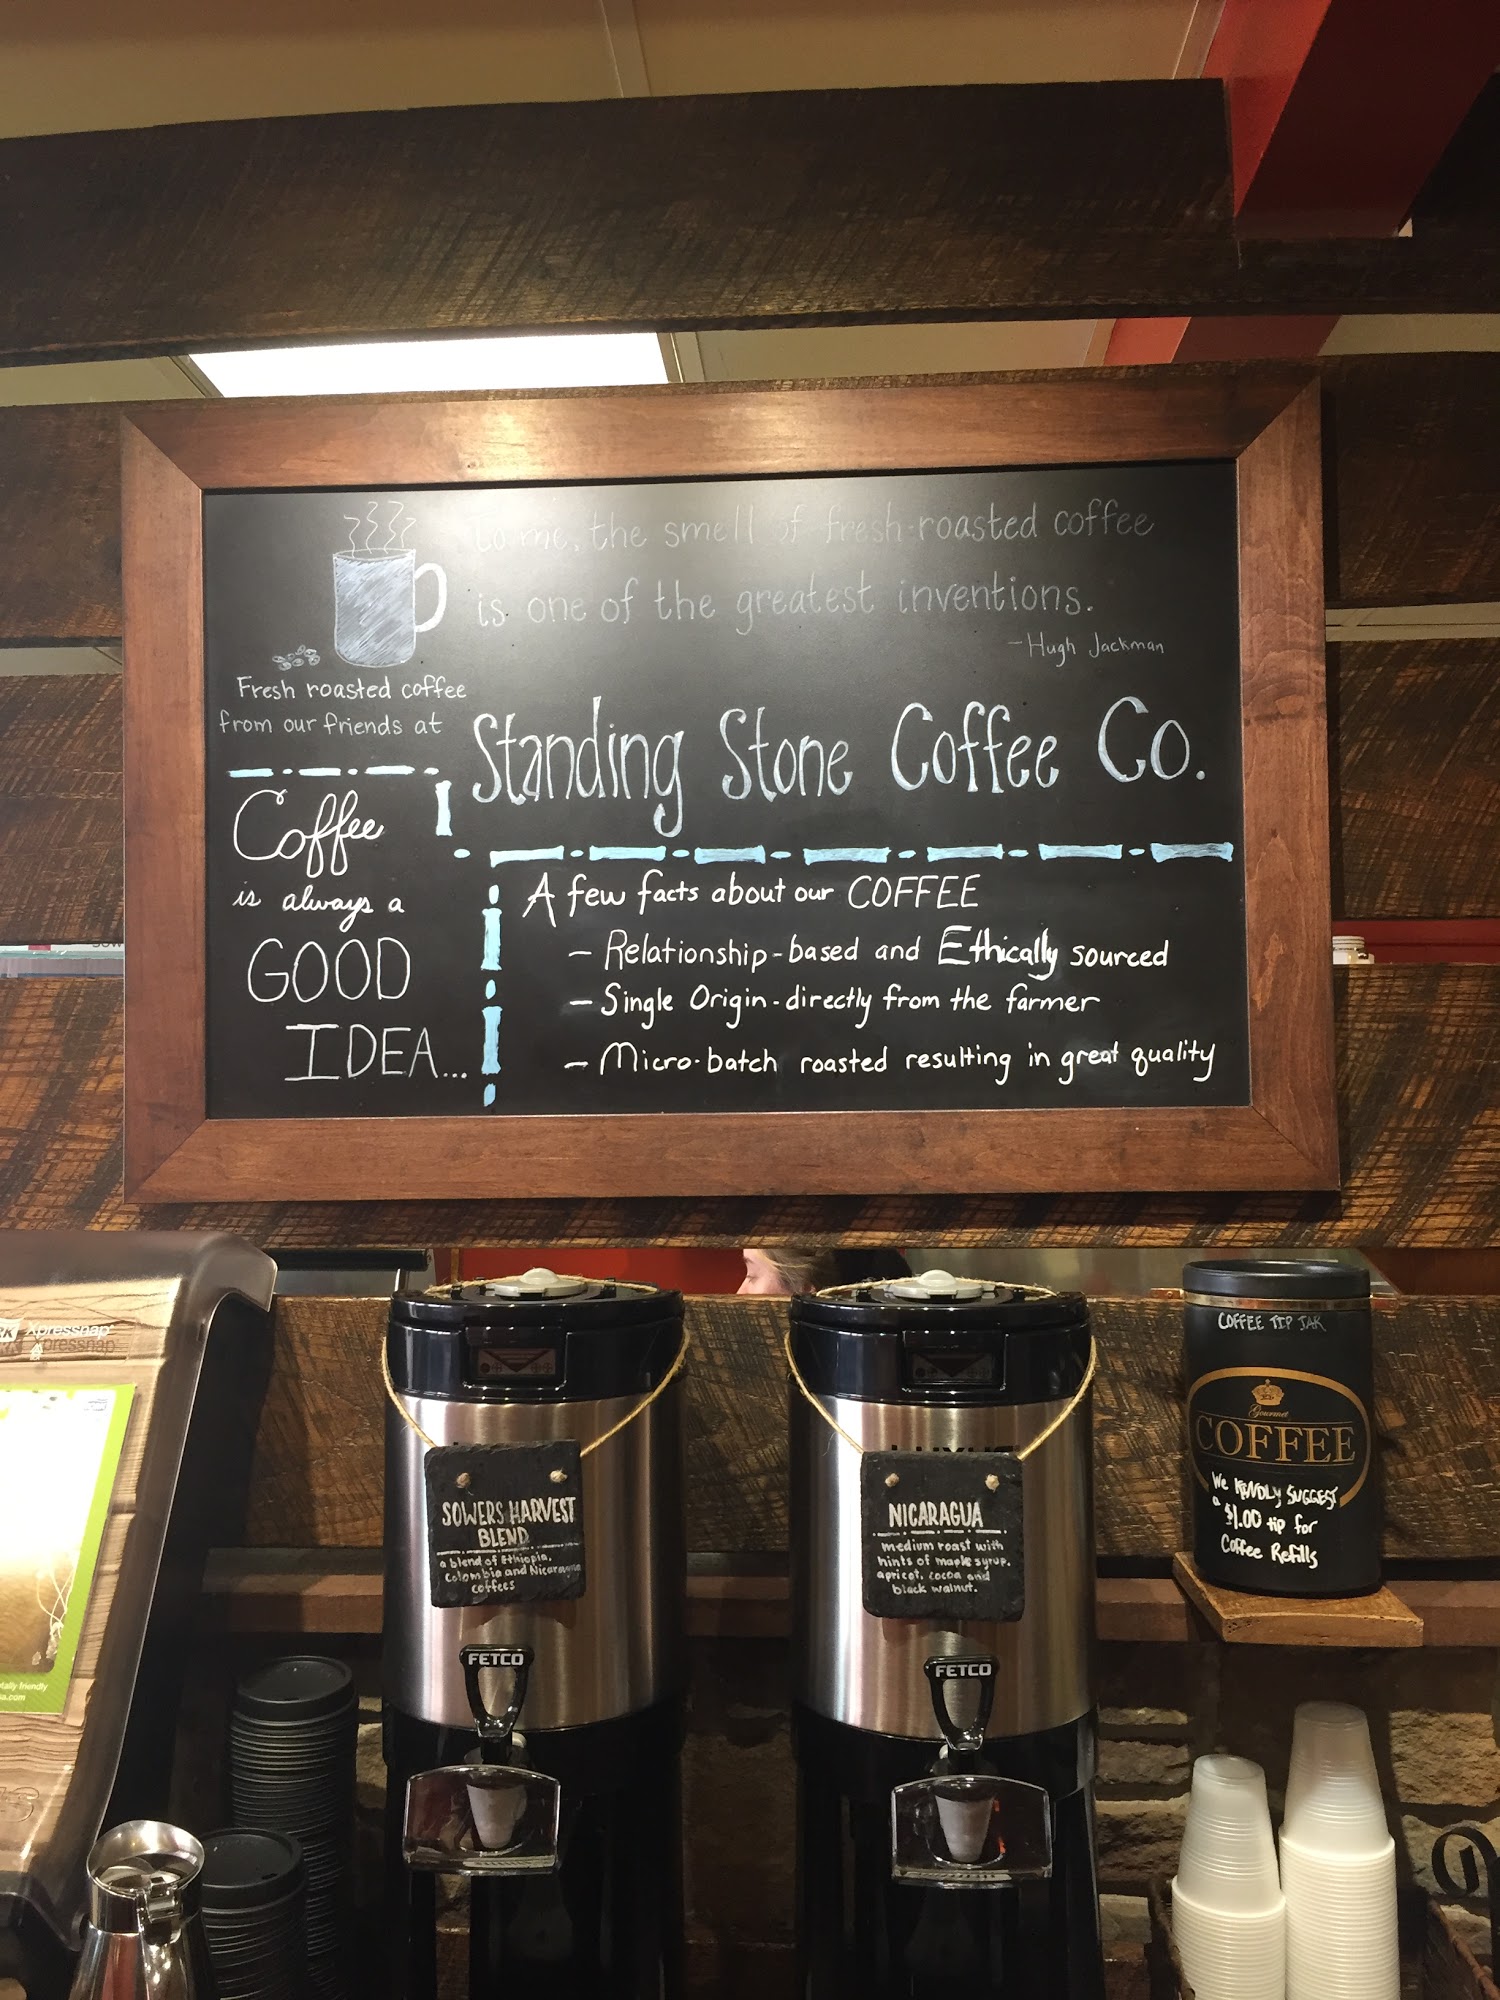 To me, the smell of fresh-roasted coffee
is one of the greatest inventions.
- Hugh Jackman
Fresh roasted coffee
from our friends at
Standing Stone Coffee Co.
Coffee
is always a
GOOD
IDEA...
A few facts about our COFFEE
- Relationship-based and Ethically sourced
- Single Origin-directly from the farmer
- Micro-batch roasted resulting in great quality
Xpressnap
Xpressnap
SOWERS HARVEST
BLEND
a blend of Ethiopia,
Colombia and Nicaragua
coffees
FETCO
LUXUS
NICARAGUA
medium roast with
hints of maple syrup,
apricot, cocoa and
black walnut.
FETCO
COFFEE TIP JAR
Gourmet
COFFEE
We KINDLY SUGGEST
a $1.00 tip for
Coffee Refills